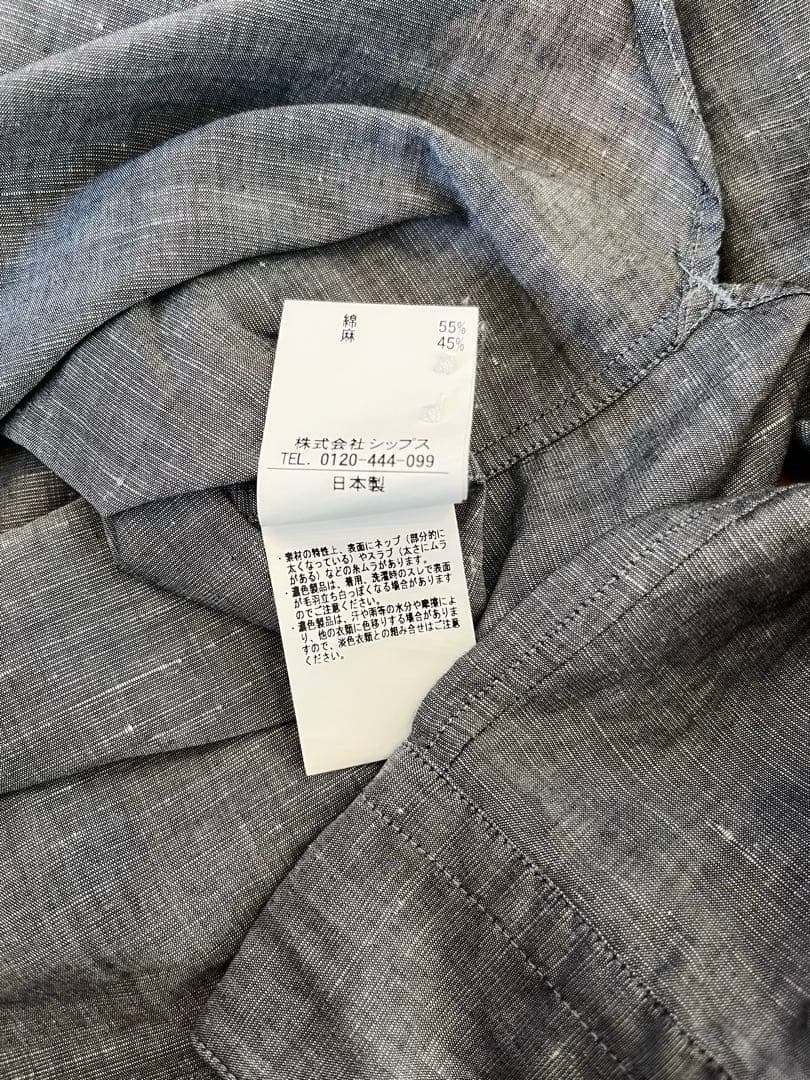 綿 55%
麻 45%
株式会社シップス
TEL. 0120-444-099
日本製
・素材の特性上、表面にネップ（部分的に
太くなっている）やスラブ（太さにムラ
がある）などの糸ムラがあります。
・濃色製品は、着用、洗濯時のスレで表面
が毛羽立ち白っぽくなる場合があります
のでご注意ください。
・濃色製品は、汗や雨等の水分や摩擦によ
り、他の衣類に色移りする場合がありま
すので、淡色衣類との組み合せはご注意
ください。